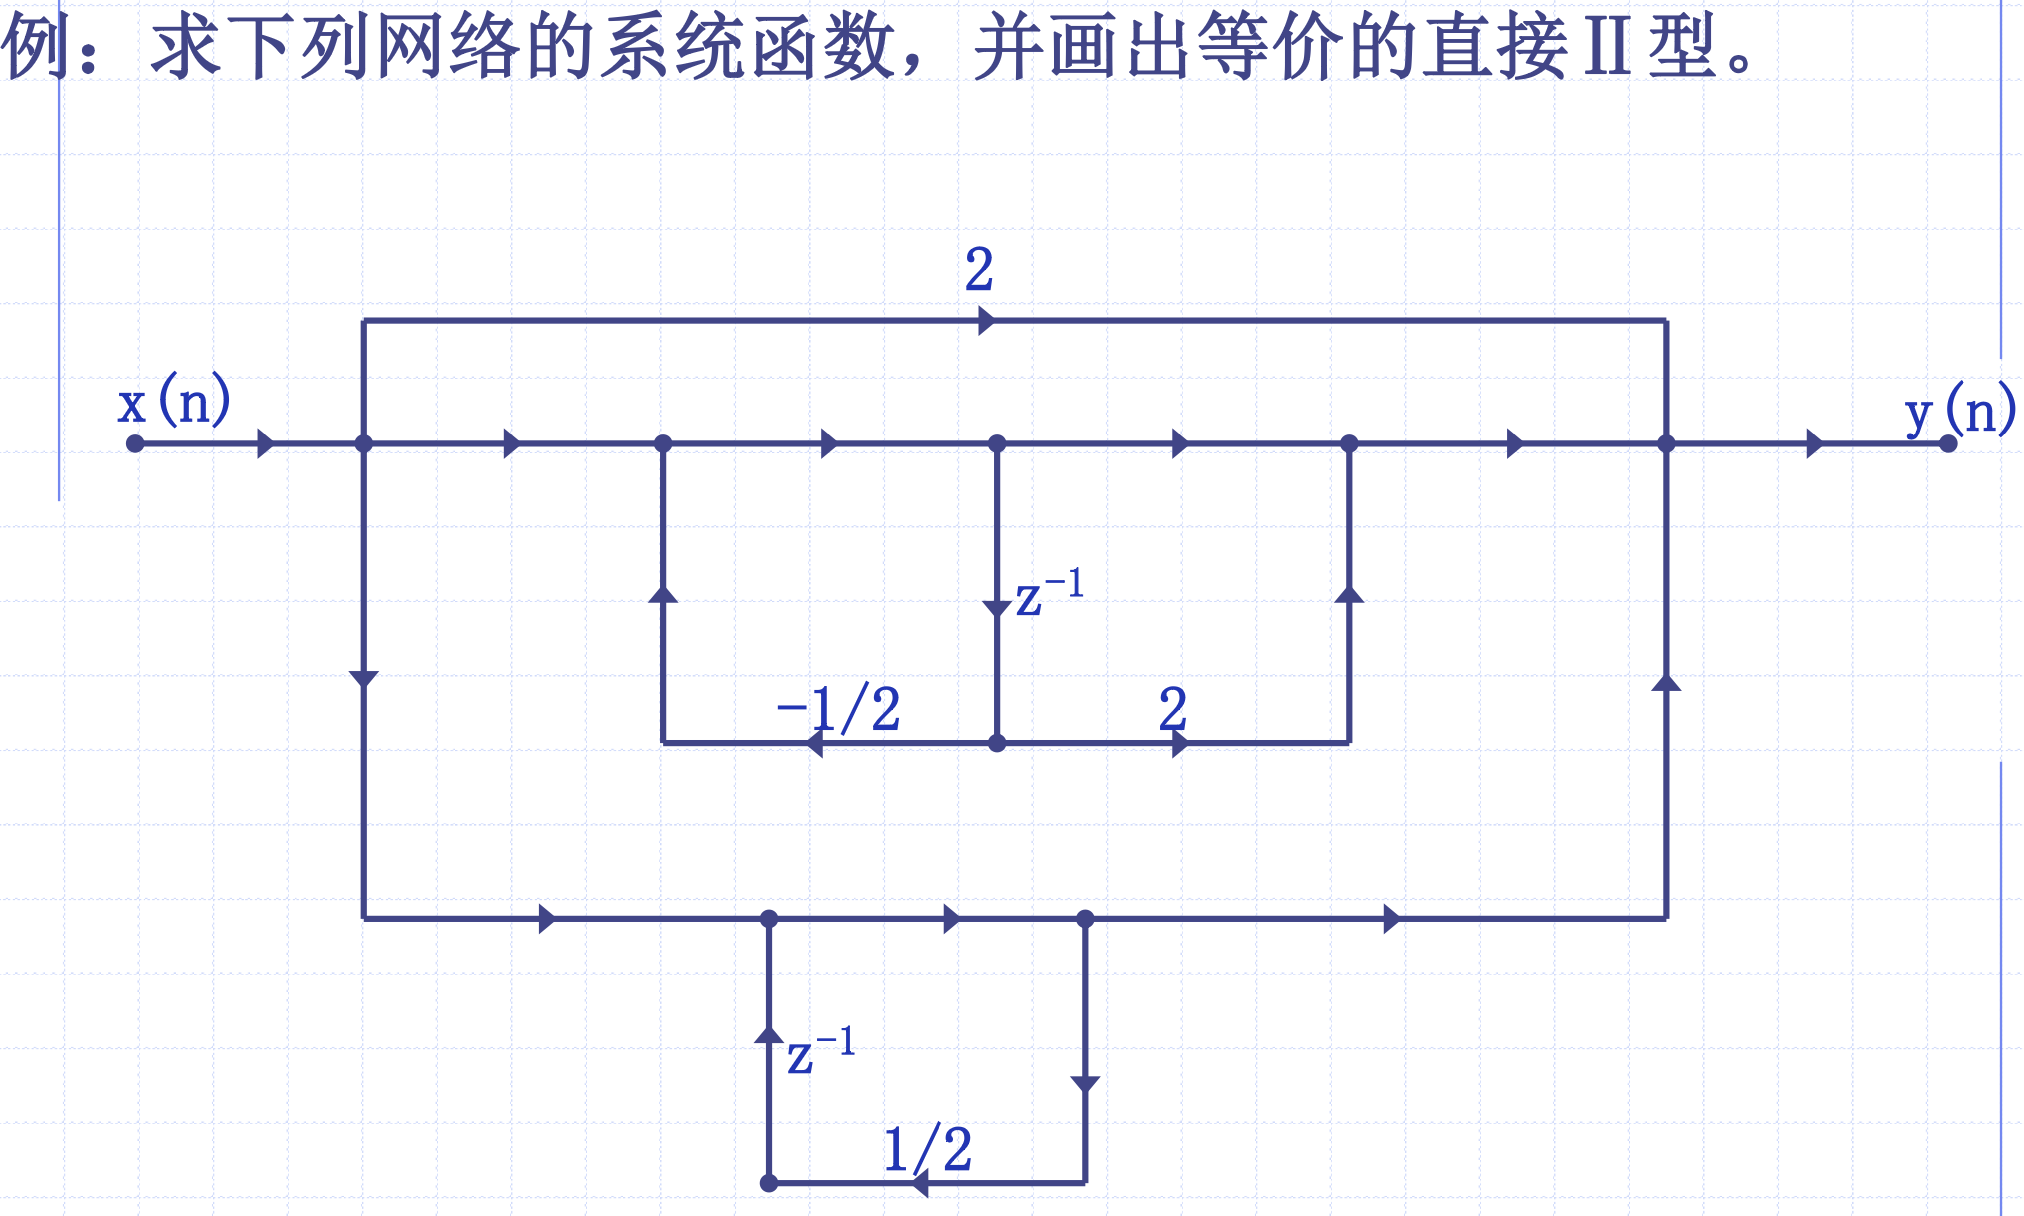 例：求下列网络的系统函数，并画出等价的直接Ⅱ型。
2
x(n)
y(n)
z⁻¹
-1/2
2
z⁻¹
1/2